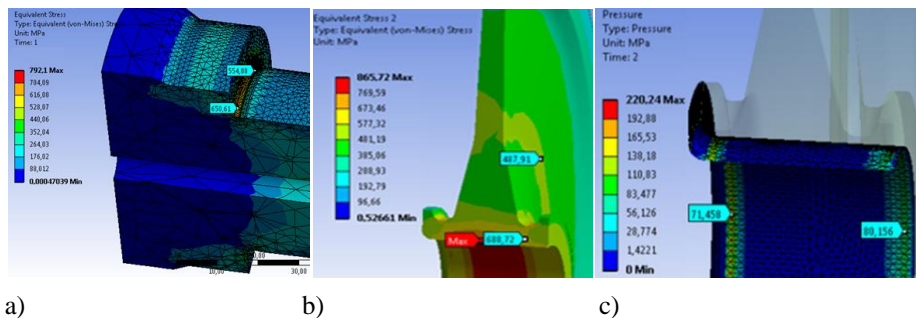 Equivalent Stress
Type: Equivalent (von-Mises) Stress
Unit: MPa
Time: 1
792,1 Max
704,09
616,08
528,07
440,06
352,04
264,03
176,02
88,012
0,00047039 Min
554,88
650,61
10,00
30,00
Equivalent Stress 2
Type: Equivalent (von-Mises) Stress
Unit: MPa
865,72 Max
769,59
673,46
577,32
481,19
385,06
288,93
192,79
96,66
0,52661 Min
487,91
Max
688,72
Pressure
Type: Pressure
Unit: MPa
Time: 2
220,24 Max
192,88
165,53
138,18
110,83
83,477
56,126
28,774
1,4221
0 Min
71,458
80,156
a)
b)
c)